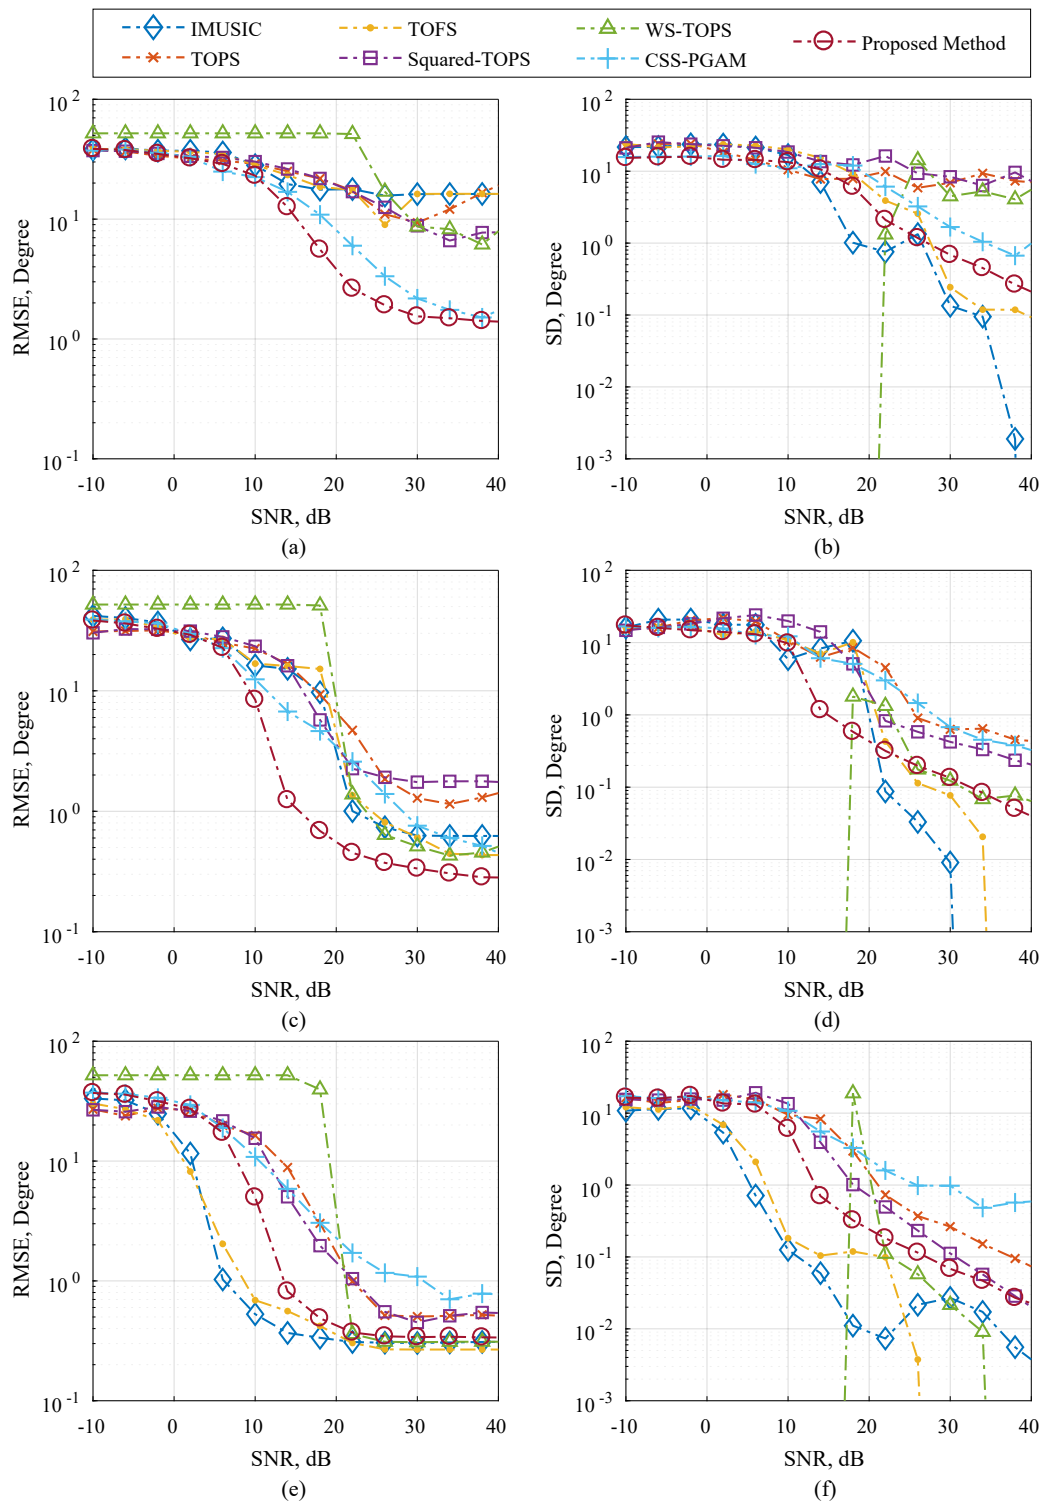 IMUSIC TOFS WS-TOPS Proposed Method
TOPS Squared-TOPS CSS-PGAM
10^2
10^1
10^0
10^-1
RMSE, Degree
-10 0 10 20 30 40
SNR, dB
(a)
10^2
10^1
10^0
10^-1
10^-2
10^-3
SD, Degree
-10 0 10 20 30 40
SNR, dB
(b)
10^2
10^1
10^0
10^-1
RMSE, Degree
-10 0 10 20 30 40
SNR, dB
(c)
10^2
10^1
10^0
10^-1
10^-2
10^-3
SD, Degree
-10 0 10 20 30 40
SNR, dB
(d)
10^2
10^1
10^0
10^-1
RMSE, Degree
-10 0 10 20 30 40
SNR, dB
(e)
10^2
10^1
10^0
10^-1
10^-2
10^-3
SD, Degree
-10 0 10 20 30 40
SNR, dB
(f)